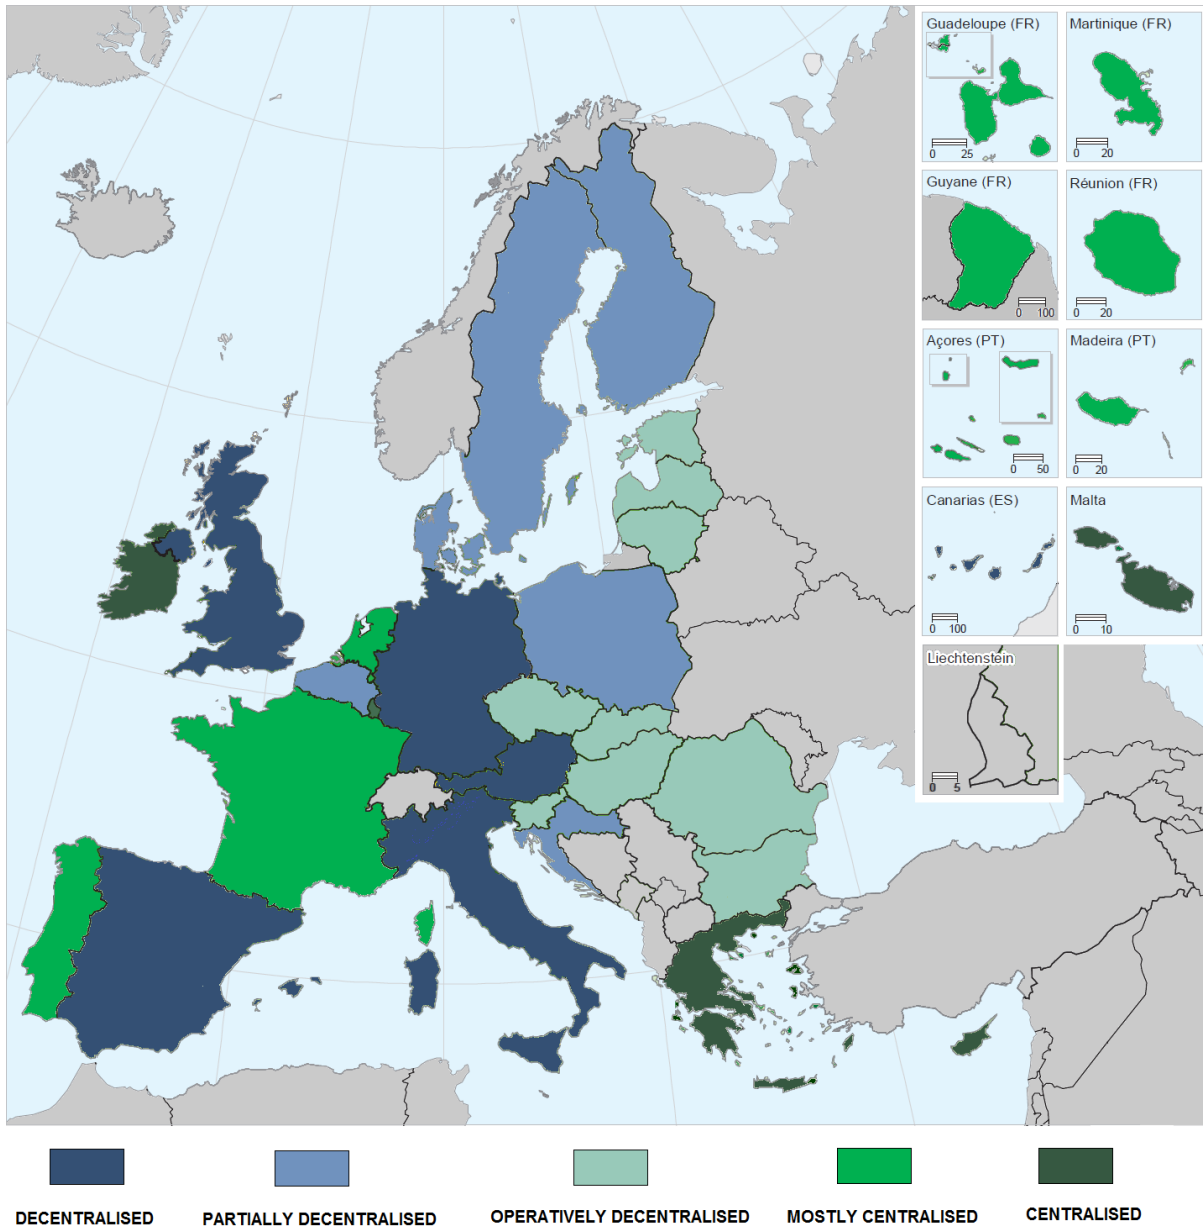 Guadeloupe (FR)
Martinique (FR)
0 25
0 20
Guyane (FR)
Réunion (FR)
0 100
0 20
Açores (PT)
Madeira (PT)
0 50
0 20
Canarias (ES)
Malta
0 100
0 10
Liechtenstein
0 5
DECENTRALISED
PARTIALLY DECENTRALISED
OPERATIVELY DECENTRALISED
MOSTLY CENTRALISED
CENTRALISED